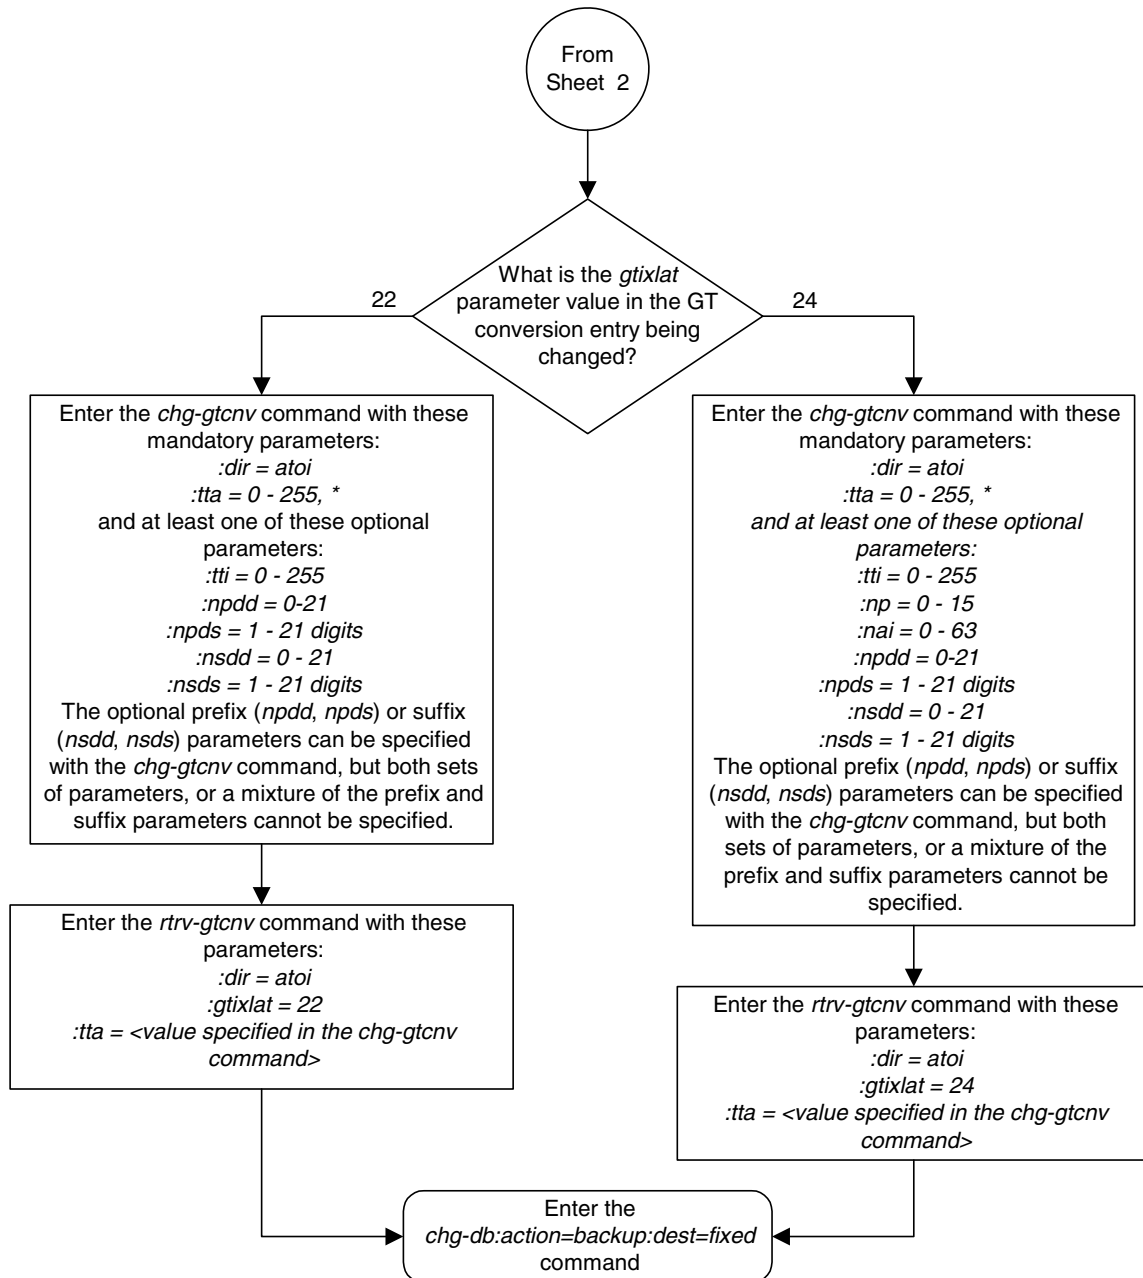 From
Sheet 2
What is the gtixlat
parameter value in the GT
conversion entry being
changed?
22
24
Enter the chg-gtcnv command with these
mandatory parameters:
:dir = atoi
:tta = 0 - 255, *
and at least one of these optional
parameters:
:tti = 0 - 255
:npdd = 0-21
:npds = 1 - 21 digits
:nsdd = 0 - 21
:nsds = 1 - 21 digits
The optional prefix (npdd, npds) or suffix
(nsdd, nsds) parameters can be specified
with the chg-gtcnv command, but both sets
of parameters, or a mixture of the prefix and
suffix parameters cannot be specified.
Enter the rtrv-gtcnv command with these
parameters:
:dir = atoi
:gtixlat = 22
:tta = <value specified in the chg-gtcnv
command>
Enter the chg-gtcnv command with these
mandatory parameters:
:dir = atoi
:tta = 0 - 255, *
and at least one of these optional
parameters:
:tti = 0 - 255
:np = 0 - 15
:nai = 0 - 63
:npdd = 0-21
:npds = 1 - 21 digits
:nsdd = 0 - 21
:nsds = 1 - 21 digits
The optional prefix (npdd, npds) or suffix
(nsdd, nsds) parameters can be specified
with the chg-gtcnv command, but both
sets of parameters, or a mixture of the
prefix and suffix parameters cannot be
specified.
Enter the rtrv-gtcnv command with these
parameters:
:dir = atoi
:gtixlat = 24
:tta = <value specified in the chg-gtcnv
command>
Enter the
chg-db:action=backup:dest=fixed
command